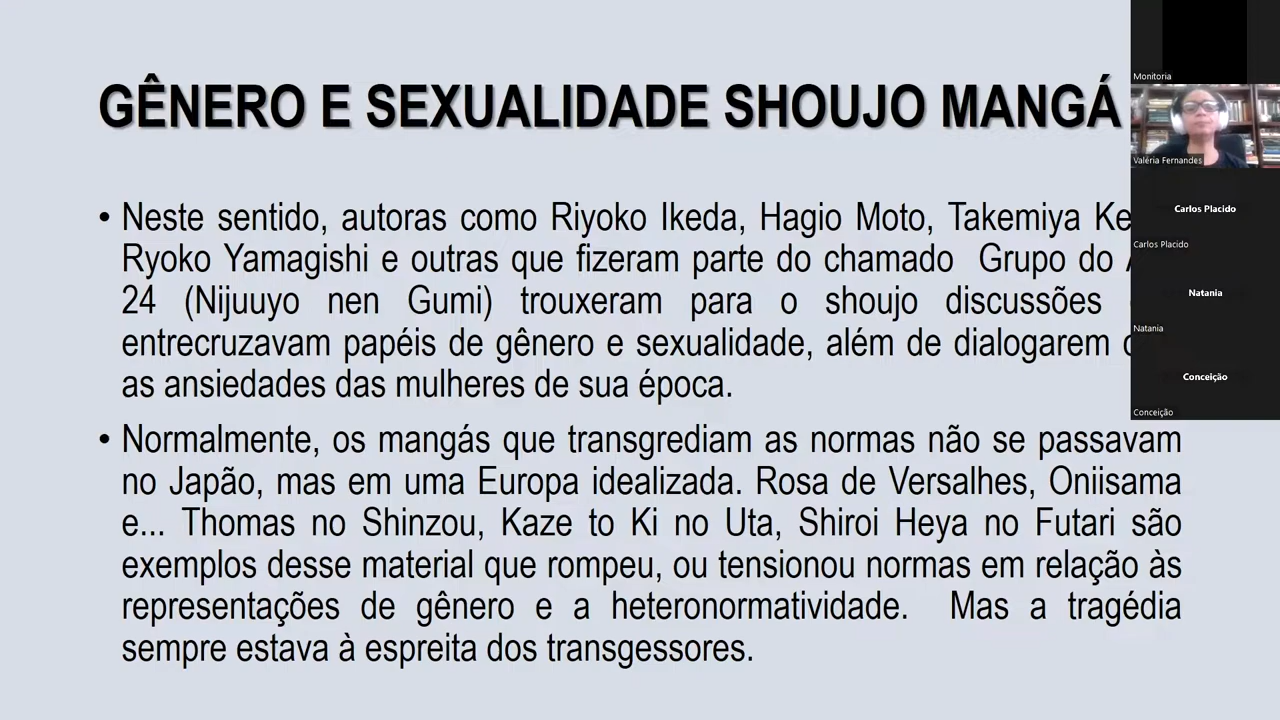 GÊNERO E SEXUALIDADE SHOUJO MANGÁ
• Neste sentido, autoras como Riyoko Ikeda, Hagio Moto, Takemiya
Ryoko Yamagishi e outras que fizeram parte do chamado Grupo do
24 (Nijuuyo nen Gumi) trouxeram para o shoujo discussões
entrecruzavam papéis de gênero e sexualidade, além de dialogarem
as ansiedades das mulheres de sua época.
• Normalmente, os mangás que transgrediam as normas não se passavam
no Japão, mas em uma Europa idealizada. Rosa de Versalhes, Oniisama
e... Thomas no Shinzou, Kaze to Ki no Uta, Shiroi Heya no Futari são
exemplos desse material que rompeu, ou tensionou normas em relação às
representações de gênero e a heteronormatividade. Mas a tragédia
sempre estava à espreita dos transgessores.
Monitoria
Valéria Fernandes
Carlos Placido
Carlos Placido
Natania
Natania
Conceição
Conceição